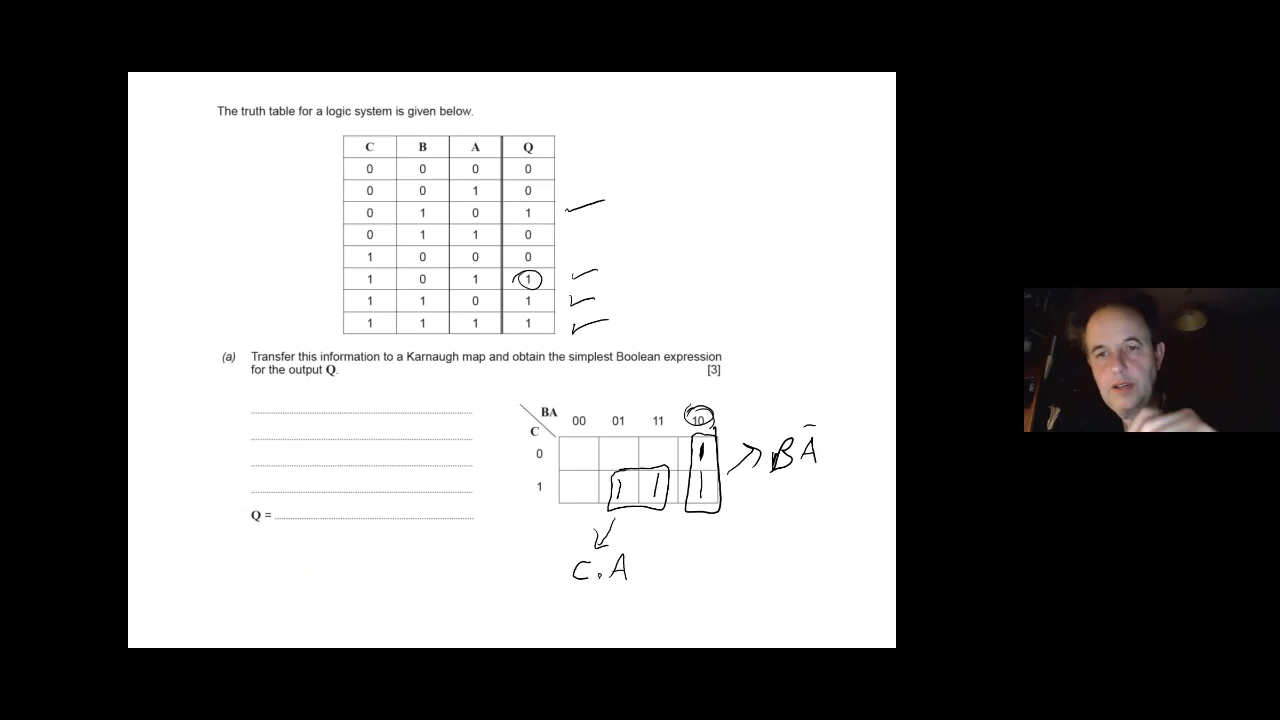 The truth table for a logic system is given below.
C B A Q
0 0 0 0
0 0 1 0
0 1 0 1
0 1 1 0
1 0 0 0
1 0 1 1
1 1 0 1
1 1 1 1
(a) Transfer this information to a Karnaugh map and obtain the simplest Boolean expression
for the output Q. [3]
BA
C
00 01 11 10
0 1
1 1 1 1
B Ā
Q =
C.A